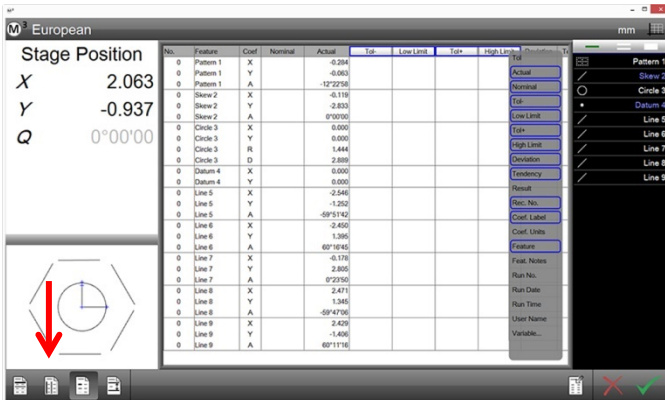 M³ European mm
Stage Position
X 2.063
Y -0.937
Q 0°00'00
No. Feature Coef Nominal Actual Tol- Low Limit Tol+ High Limit Deviation
0 Pattern 1 X -0.284
0 Pattern 1 Y -0.063
0 Pattern 1 A -12°22'58
0 Skew 2 X -0.119
0 Skew 2 Y -2.833
0 Skew 2 A 0°00'00
0 Circle 3 X 0.000
0 Circle 3 Y 0.000
0 Circle 3 R 1.444
0 Circle 3 D 2.889
0 Datum 4 X 0.000
0 Datum 4 Y 0.000
0 Line 5 X -2.546
0 Line 5 Y -1.252
0 Line 5 A -59°51'42
0 Line 6 X -2.450
0 Line 6 Y 1.395
0 Line 6 A 60°16'45
0 Line 7 X -0.178
0 Line 7 Y 2.805
0 Line 7 A 0°23'50
0 Line 8 X 2.471
0 Line 8 Y 1.345
0 Line 8 A -59°47'06
0 Line 9 X 2.429
0 Line 9 Y -1.406
0 Line 9 A 60°11'16
Tol
Actual
Nominal
Tol-
Low Limit
Tol+
High Limit
Deviation
Tendency
Result
Rec. No.
Coef. Label
Coef. Units
Feature
Feat. Notes
Run No.
Run Date
Run Time
User Name
Variable...
Pattern 1
Skew 2
Circle 3
Datum 4
Line 5
Line 6
Line 7
Line 8
Line 9